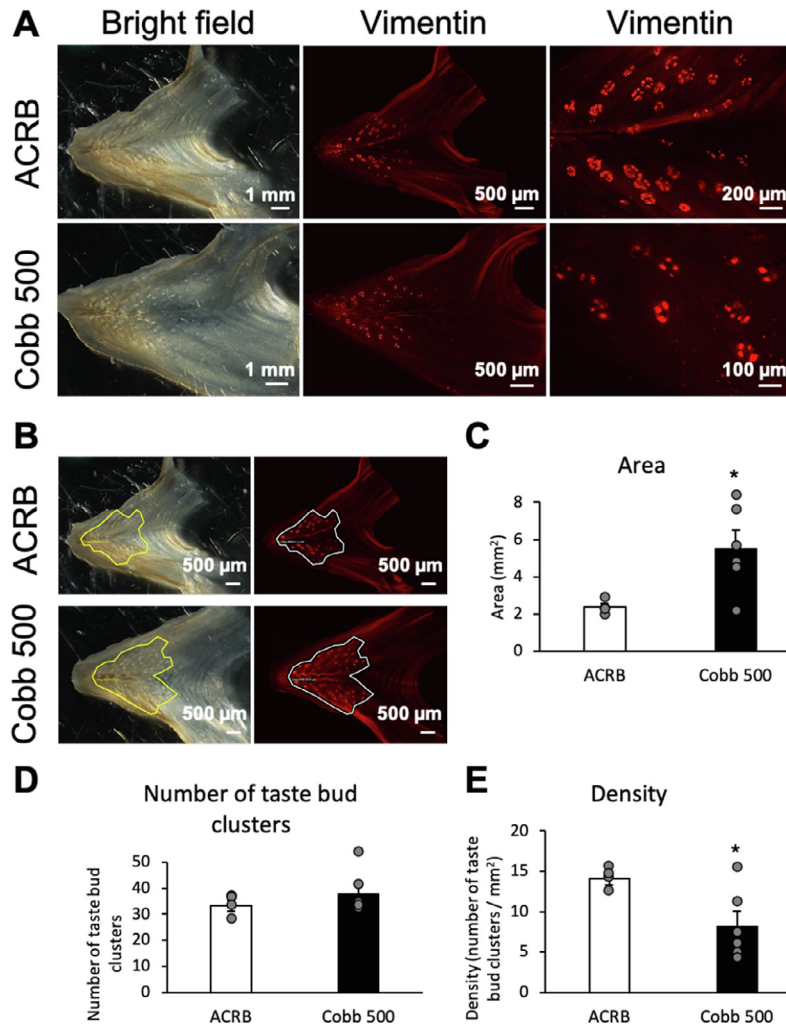 A
Bright field
Vimentin
Vimentin
ACRB
1 mm
500 µm
200 µm
Cobb 500
1 mm
500 µm
100 µm
B
ACRB
500 µm
500 µm
Cobb 500
500 µm
500 µm
C
Area
*
8
6
4
2
0
Area (mm²)
ACRB
Cobb 500
D
Number of taste bud
clusters
50
40
30
20
10
0
Number of taste bud
clusters
ACRB
Cobb 500
E
Density
*
20
15
10
5
0
Density (number of taste
bud clusters / mm²)
ACRB
Cobb 500